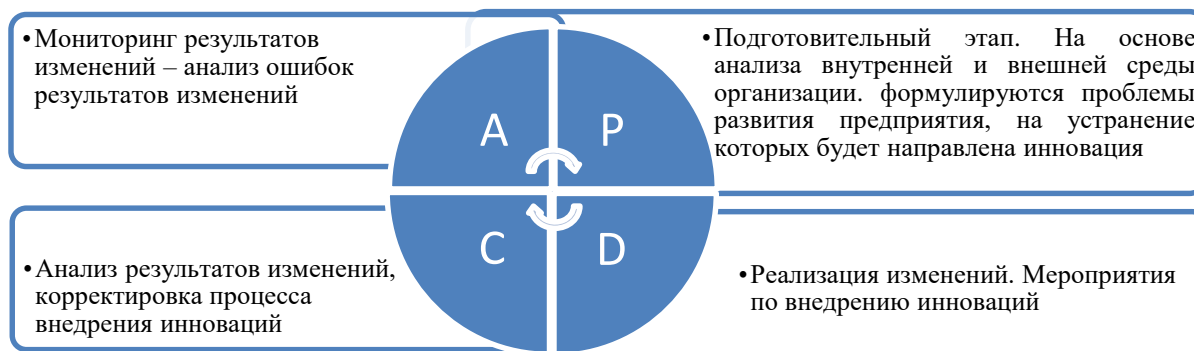 •Мониторинг результатов
изменений – анализ ошибок
результатов изменений
•Подготовительный этап. На основе
анализа внутренней и внешней среды
организации. формулируются проблемы
развития предприятия, на устранение
которых будет направлена инновация
A
P
C
D
•Анализ результатов изменений,
корректировка процесса
внедрения инноваций
•Реализация изменений. Мероприятия
по внедрению инноваций